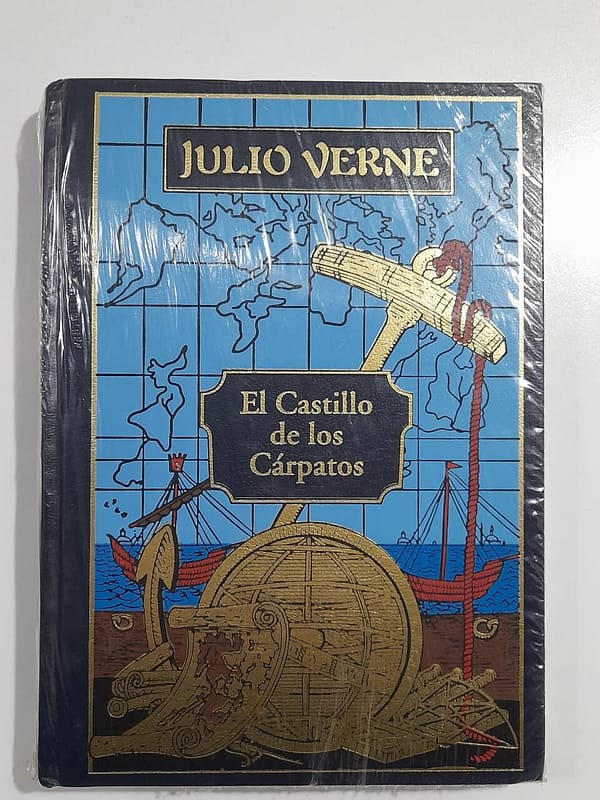 JULIO VERNE
El Castillo
de los
Cárpatos